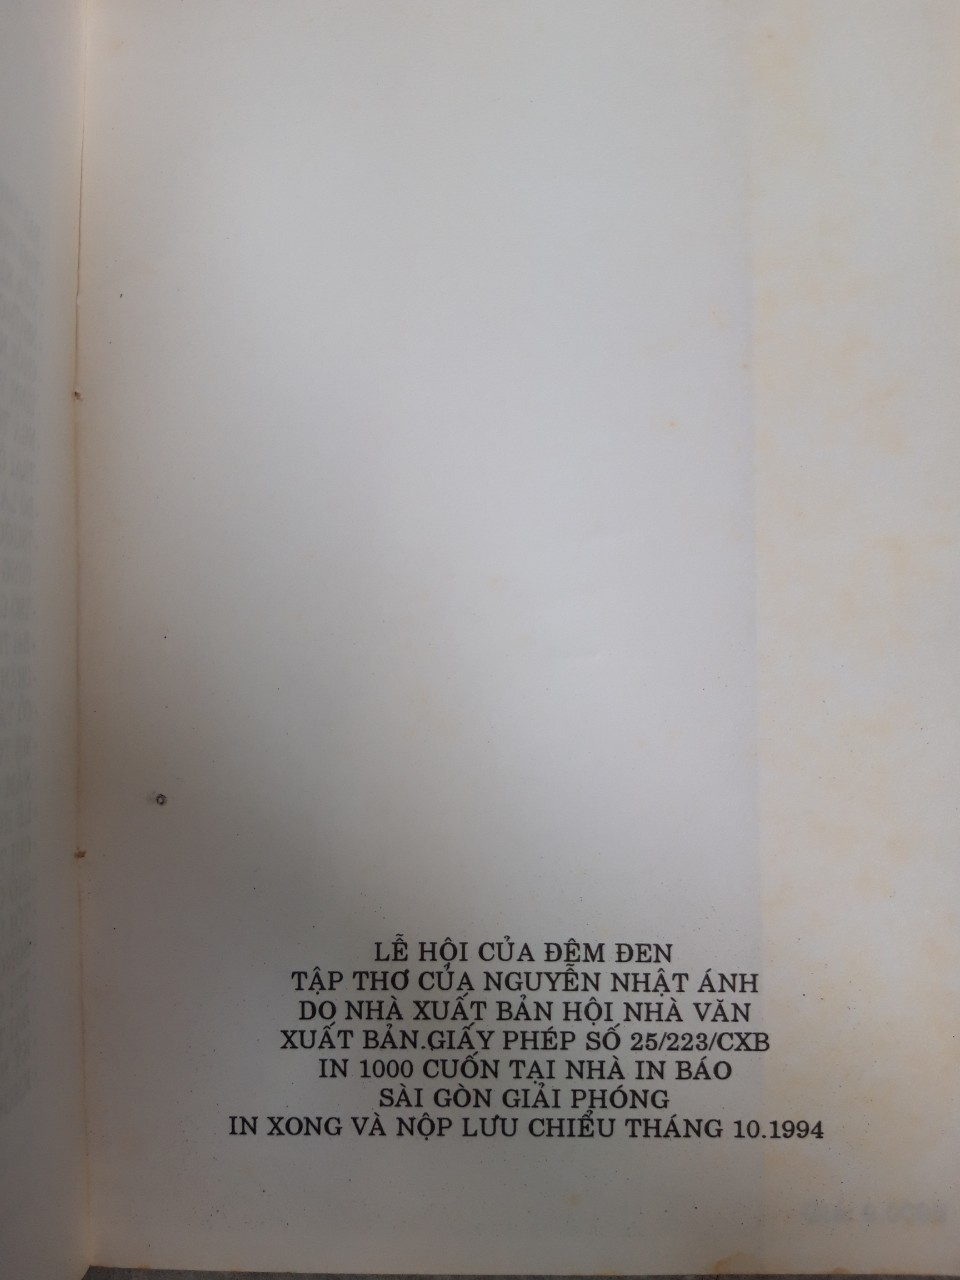 LỄ HỘI CỦA ĐÊM ĐEN
TẬP THƠ CỦA NGUYỄN NHẬT ÁNH
DO NHÀ XUẤT BẢN HỘI NHÀ VĂN
XUẤT BẢN.GIẤY PHÉP SỐ 25/223/CXB
IN 1000 CUỐN TẠI NHÀ IN BÁO
SÀI GÒN GIẢI PHÓNG
IN XONG VÀ NỘP LƯU CHIỂU THÁNG 10.1994